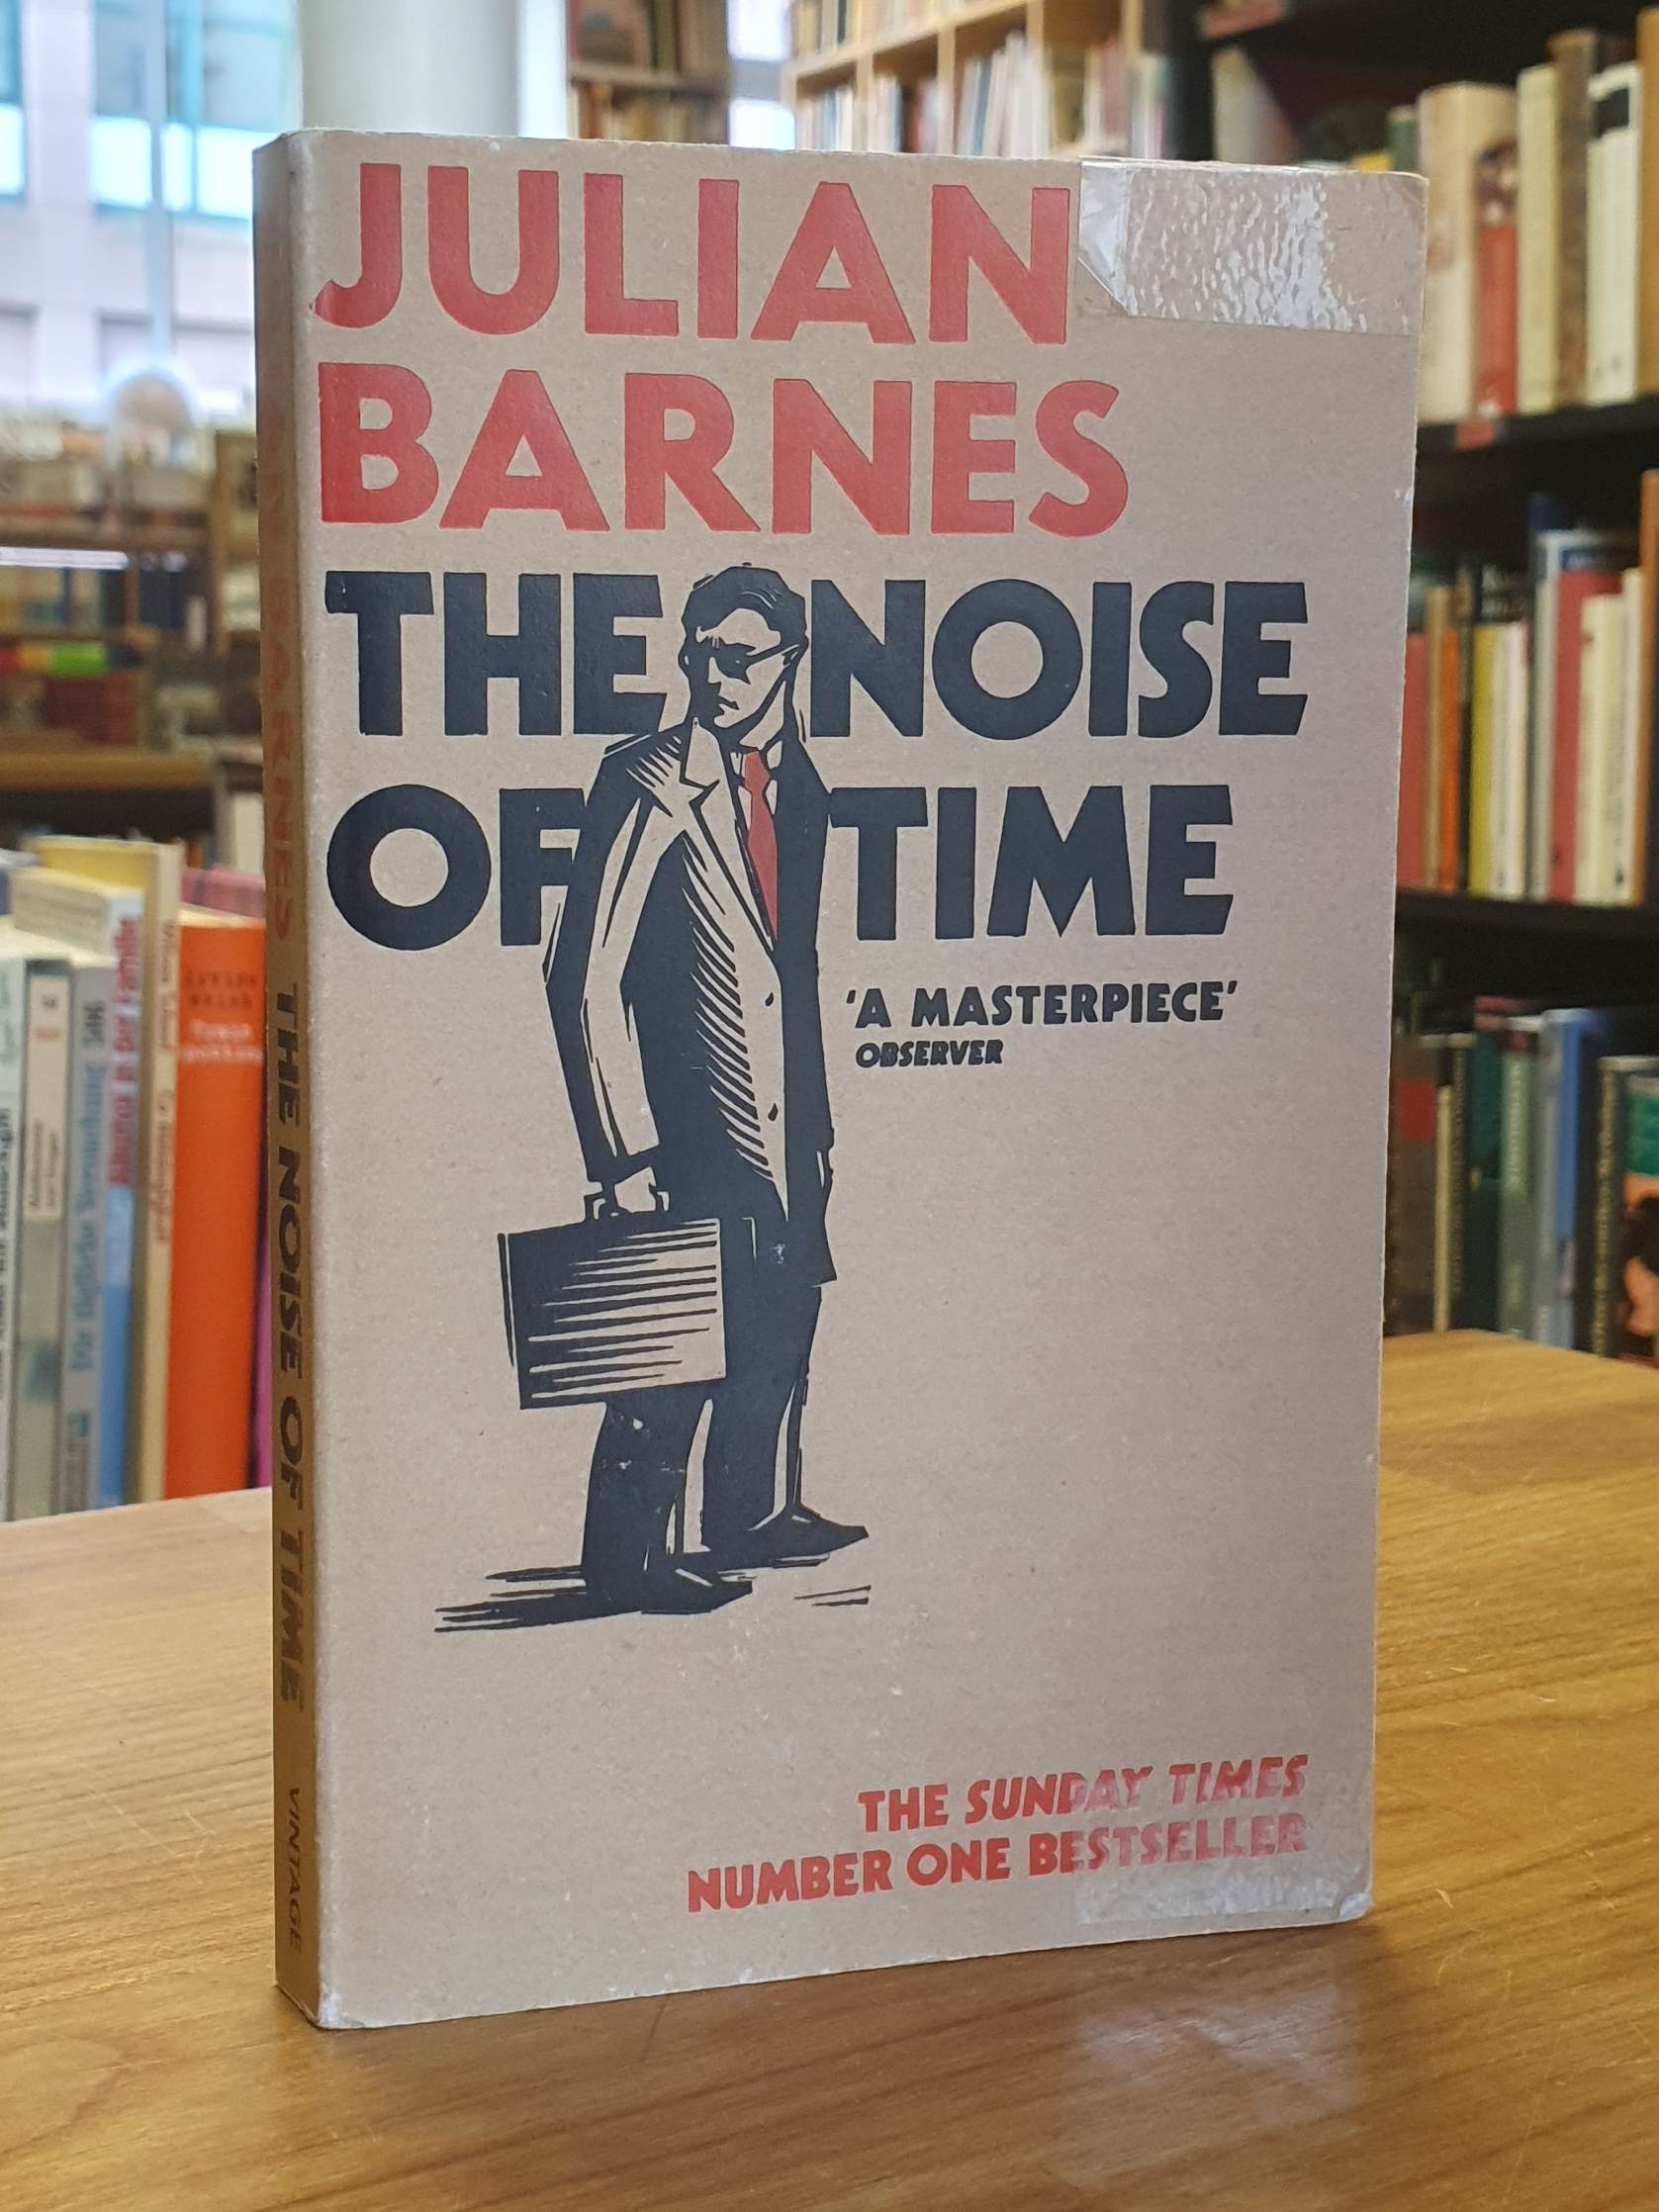 JULIAN
BARNES
THE NOISE
OF TIME
'A MASTERPIECE'
OBSERVER
THE SUNDAY TIMES
NUMBER ONE BESTSELLER
BARNES THE NOISE OF TIME VINTAGE